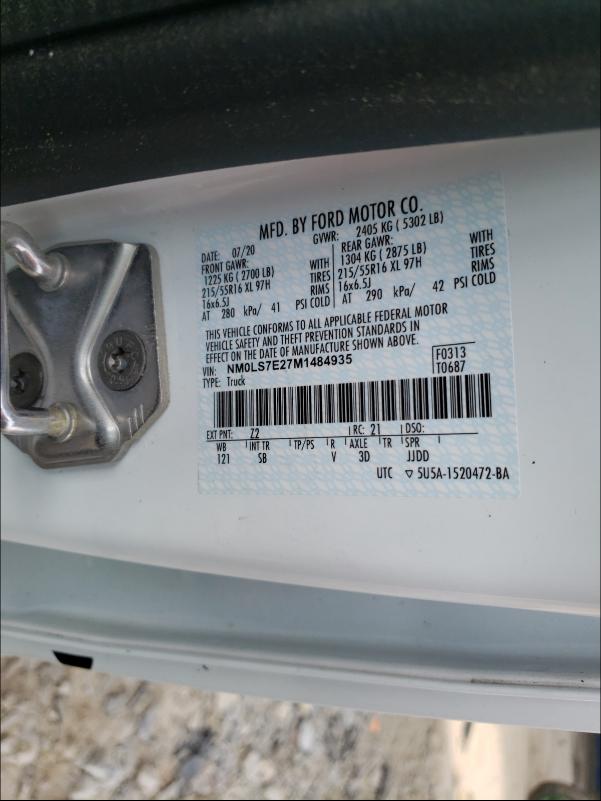 MFD. BY FORD MOTOR CO.
DATE: 07/20 GVWR: 2405 KG ( 5302 LB)
FRONT GAWR: REAR GAWR:
1225 KG ( 2700 LB) WITH 1304 KG ( 2875 LB) WITH
215/55R16 XL 97H TIRES 215/55R16 XL 97H TIRES
16x6.5J RIMS 16x6.5J RIMS
AT 280 kPa/ 41 PSI COLD AT 290 kPa/ 42 PSI COLD
THIS VEHICLE CONFORMS TO ALL APPLICABLE FEDERAL MOTOR
VEHICLE SAFETY AND THEFT PREVENTION STANDARDS IN
EFFECT ON THE DATE OF MANUFACTURE SHOWN ABOVE.
VIN: NM0LS7E27M1484935 F0313
TYPE: Truck T0687
EXT PNT: Z2 RC: 21 DSO:
WB INT TR TP/PS R AXLE TR SPR
121 SB V 3D JJDD
UTC ▽ 5U5A-1520472-BA